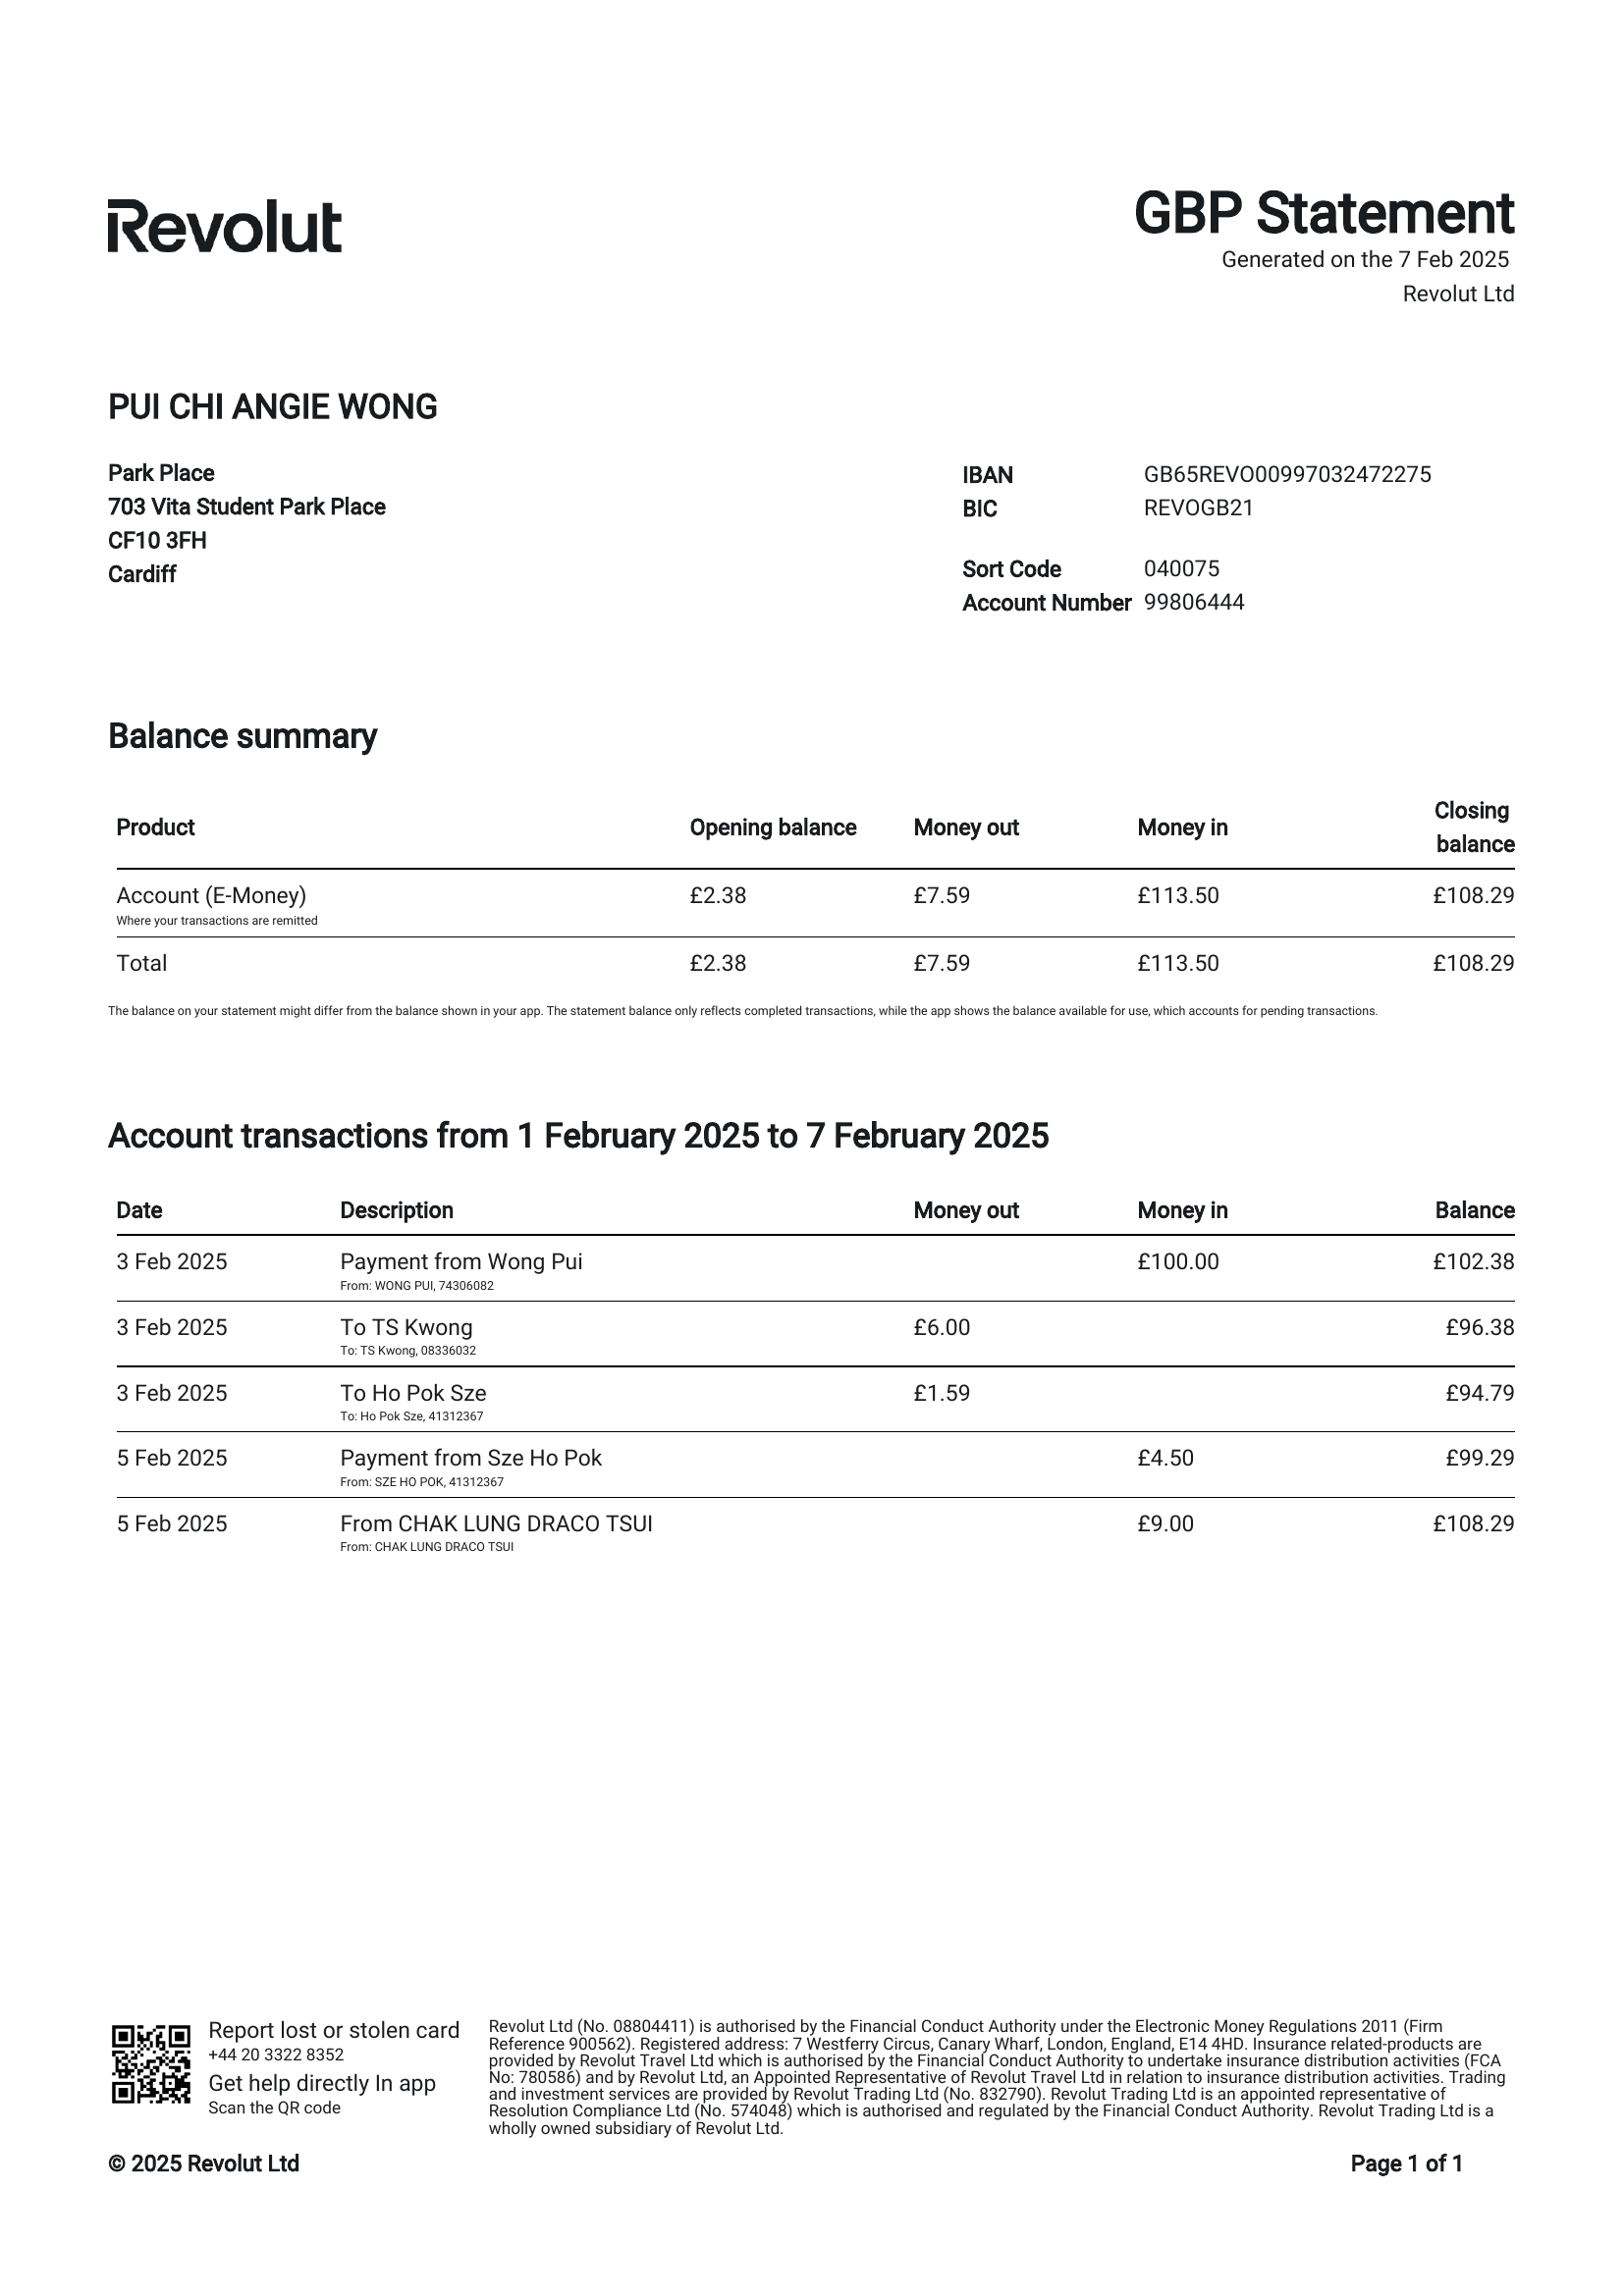 Revolut
GBP Statement
Generated on the 7 Feb 2025
Revolut Ltd
PUI CHI ANGIE WONG
Park Place
703 Vita Student Park Place
CF10 3FH
Cardiff
IBAN GB65REVO00997032472275
BIC REVOGB21
Sort Code 040075
Account Number 99806444
Balance summary
Product Opening balance Money out Money in Closing balance
Account (E-Money) £2.38 £7.59 £113.50 £108.29
Where your transactions are remitted
Total £2.38 £7.59 £113.50 £108.29
The balance on your statement might differ from the balance shown in your app. The statement balance only reflects completed transactions, while the app shows the balance available for use, which accounts for pending transactions.
Account transactions from 1 February 2025 to 7 February 2025
Date Description Money out Money in Balance
3 Feb 2025 Payment from Wong Pui £100.00 £102.38
From: WONG PUI, 74306082
3 Feb 2025 To TS Kwong £6.00 £96.38
To: TS Kwong, 08336032
3 Feb 2025 To Ho Pok Sze £1.59 £94.79
To: Ho Pok Sze, 41312367
5 Feb 2025 Payment from Sze Ho Pok £4.50 £99.29
From: SZE HO POK, 41312367
5 Feb 2025 From CHAK LUNG DRACO TSUI £9.00 £108.29
From: CHAK LUNG DRACO TSUI
Report lost or stolen card
+44 20 3322 8352
Get help directly In app
Scan the QR code
Revolut Ltd (No. 08804411) is authorised by the Financial Conduct Authority under the Electronic Money Regulations 2011 (Firm
Reference 900562). Registered address: 7 Westferry Circus, Canary Wharf, London, England, E14 4HD. Insurance related-products are
provided by Revolut Travel Ltd which is authorised by the Financial Conduct Authority to undertake insurance distribution activities (FCA
No: 780586) and by Revolut Ltd, an Appointed Representative of Revolut Travel Ltd in relation to insurance distribution activities. Trading
and investment services are provided by Revolut Trading Ltd (No. 832790). Revolut Trading Ltd is an appointed representative of
Resolution Compliance Ltd (No. 574048) which is authorised and regulated by the Financial Conduct Authority. Revolut Trading Ltd is a
wholly owned subsidiary of Revolut Ltd.
© 2025 Revolut Ltd
Page 1 of 1